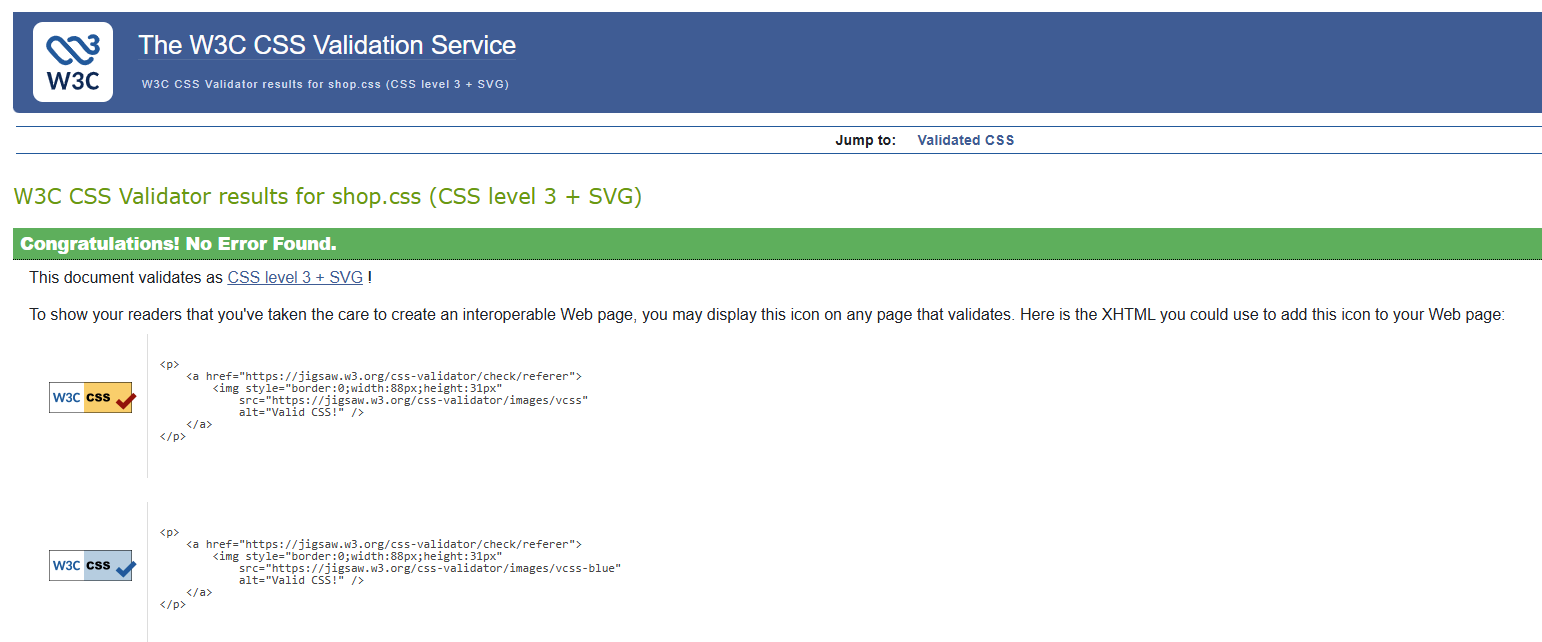 W3C
The W3C CSS Validation Service
W3C CSS Validator results for shop.css (CSS level 3 + SVG)
Jump to: Validated CSS
W3C CSS Validator results for shop.css (CSS level 3 + SVG)
Congratulations! No Error Found.
This document validates as CSS level 3 + SVG !
To show your readers that you've taken the care to create an interoperable Web page, you may display this icon on any page that validates. Here is the XHTML you could use to add this icon to your Web page:
W3C css
<p>
    <a href="https://jigsaw.w3.org/css-validator/check/referer">
        <img style="border:0;width:88px;height:31px"
            src="https://jigsaw.w3.org/css-validator/images/vcss"
            alt="Valid CSS!" />
    </a>
</p>
W3C css
<p>
    <a href="https://jigsaw.w3.org/css-validator/check/referer">
        <img style="border:0;width:88px;height:31px"
            src="https://jigsaw.w3.org/css-validator/images/vcss-blue"
            alt="Valid CSS!" />
    </a>
</p>